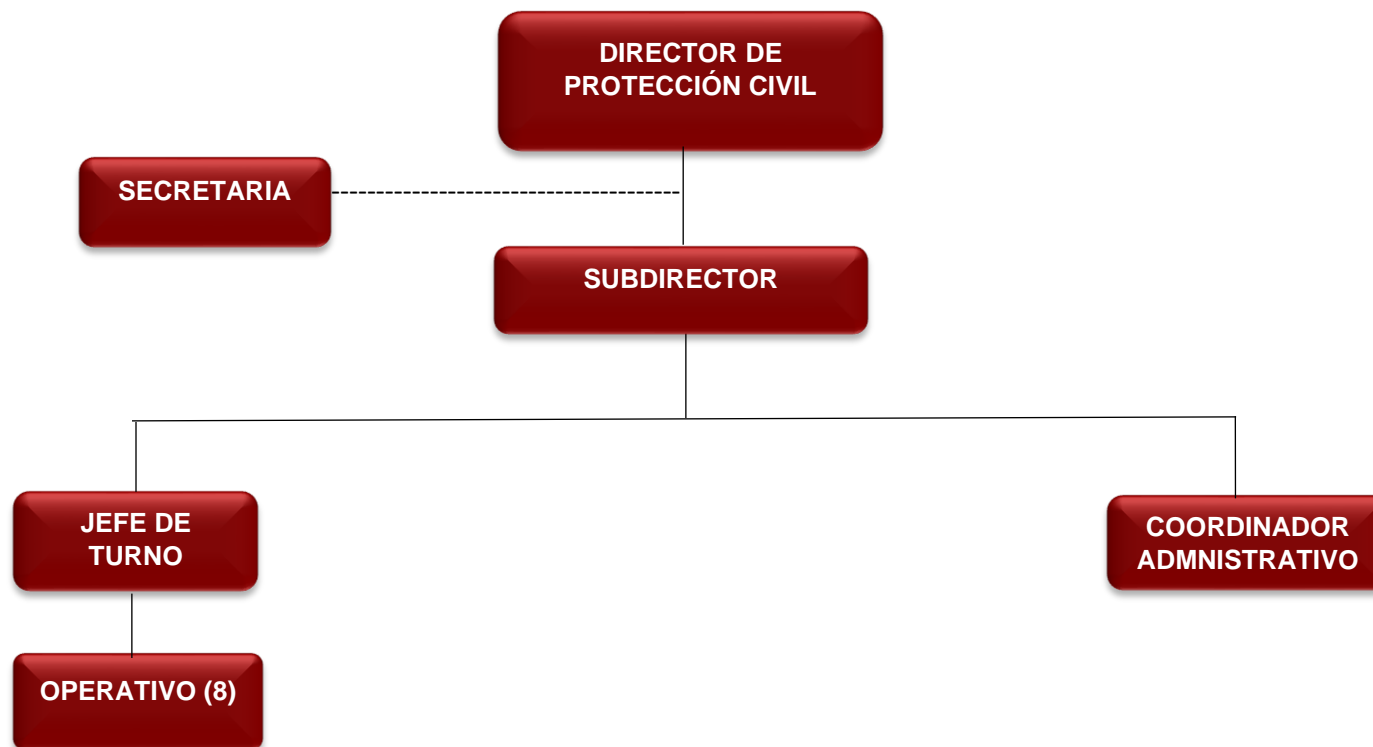 DIRECTOR DE
PROTECCIÓN CIVIL
SECRETARIA
SUBDIRECTOR
JEFE DE
TURNO
COORDINADOR
ADMNISTRATIVO
OPERATIVO (8)